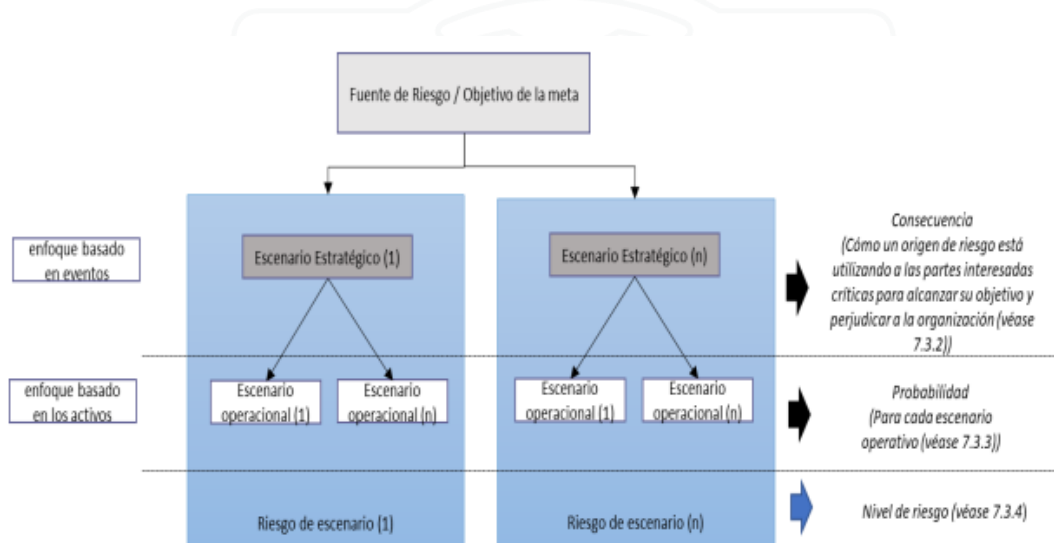 Fuente de Riesgo / Objetivo de la meta
enfoque basado
en eventos
Escenario Estratégico (1)
Escenario Estratégico (n)
Consecuencia
(Cómo un origen de riesgo está
utilizando a las partes interesadas
críticas para alcanzar su objetivo y
perjudicar a la organización (véase
7.3.2))
enfoque basado
en los activos
Escenario
operacional (1)
Escenario
operacional (n)
Escenario
operacional (1)
Escenario
operacional (n)
Probabilidad
(Para cada escenario
operativo (véase 7.3.3))
Riesgo de escenario (1)
Riesgo de escenario (n)
Nivel de riesgo (véase 7.3.4)